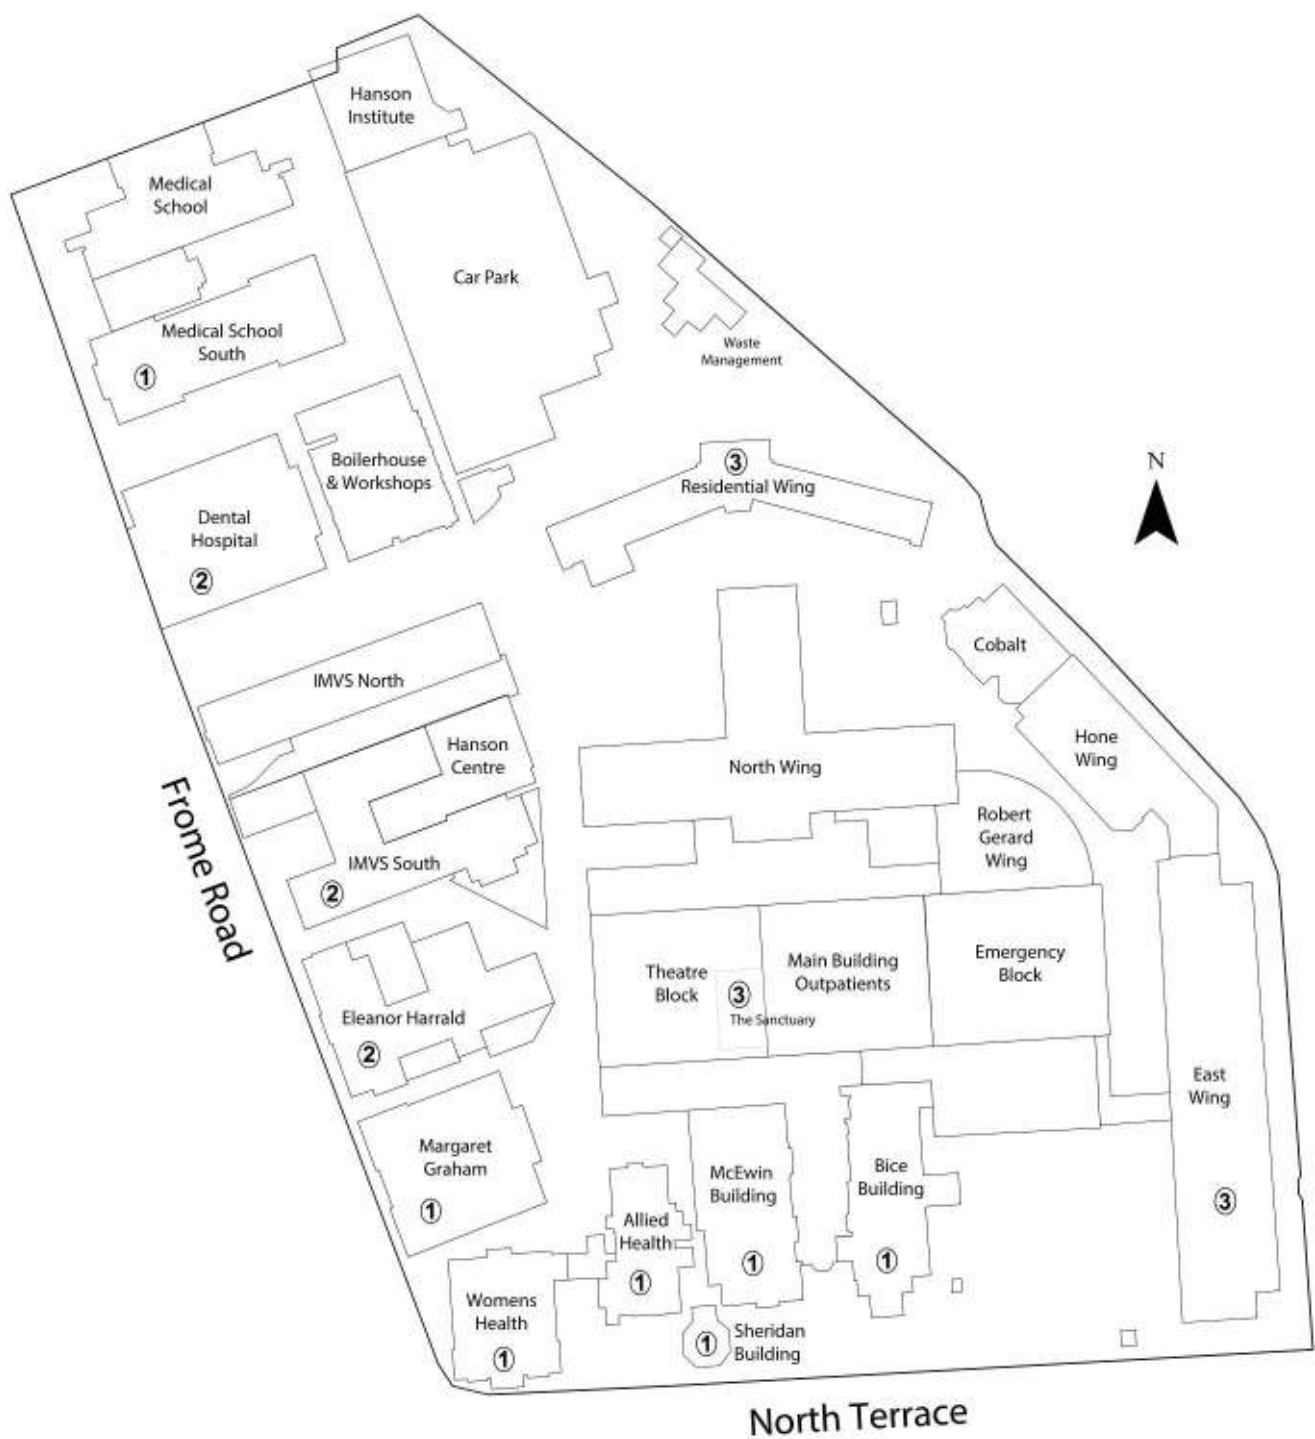 Hanson
Institute
Medical
School
Car Park
Medical School
South
1
Waste
Management
Boilerhouse
& Workshops
3
Residential Wing
N
Dental
Hospital
2
Cobalt
IMVS North
Hanson
Centre
North Wing
Hone
Wing
Robert
Gerard
Wing
IMVS South
2
Frome Road
Theatre
Block
3
The Sanctuary
Main Building
Outpatients
Emergency
Block
Eleanor Harrald
2
East
Wing
3
Margaret
Graham
1
McEwin
Building
1
Bice
Building
1
Allied
Health
1
Womens
Health
1
1
Sheridan
Building
North Terrace